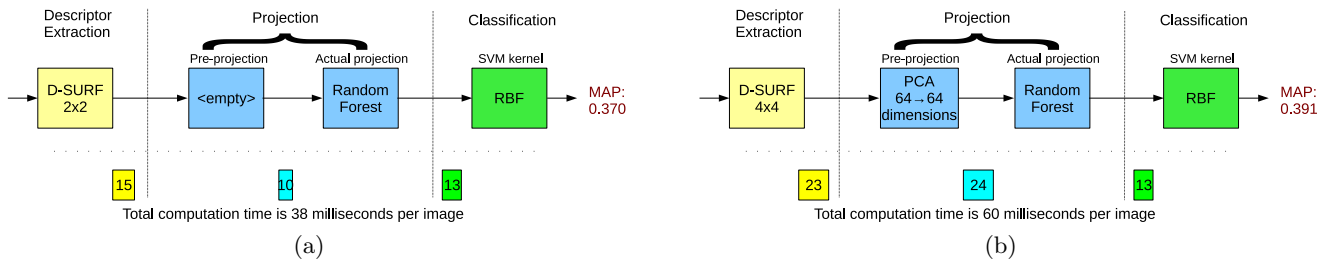 Descriptor
Extraction
Projection
Classification
Pre-projection
Actual projection
SVM kernel
D-SURF
2x2
<empty>
Random
Forest
RBF
MAP:
0.370
15
10
13
Total computation time is 38 milliseconds per image
(a)
Descriptor
Extraction
Projection
Classification
Pre-projection
Actual projection
SVM kernel
D-SURF
4x4
PCA
64→64
dimensions
Random
Forest
RBF
MAP:
0.391
23
24
13
Total computation time is 60 milliseconds per image
(b)